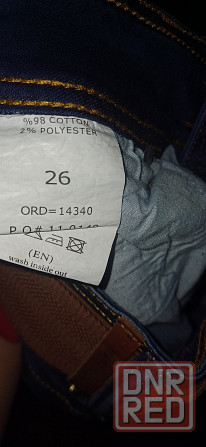 %98 COTTON
2% POLYESTER
26
ORD=14340
P.O#
(EN)
wash inside out
DNR
RED